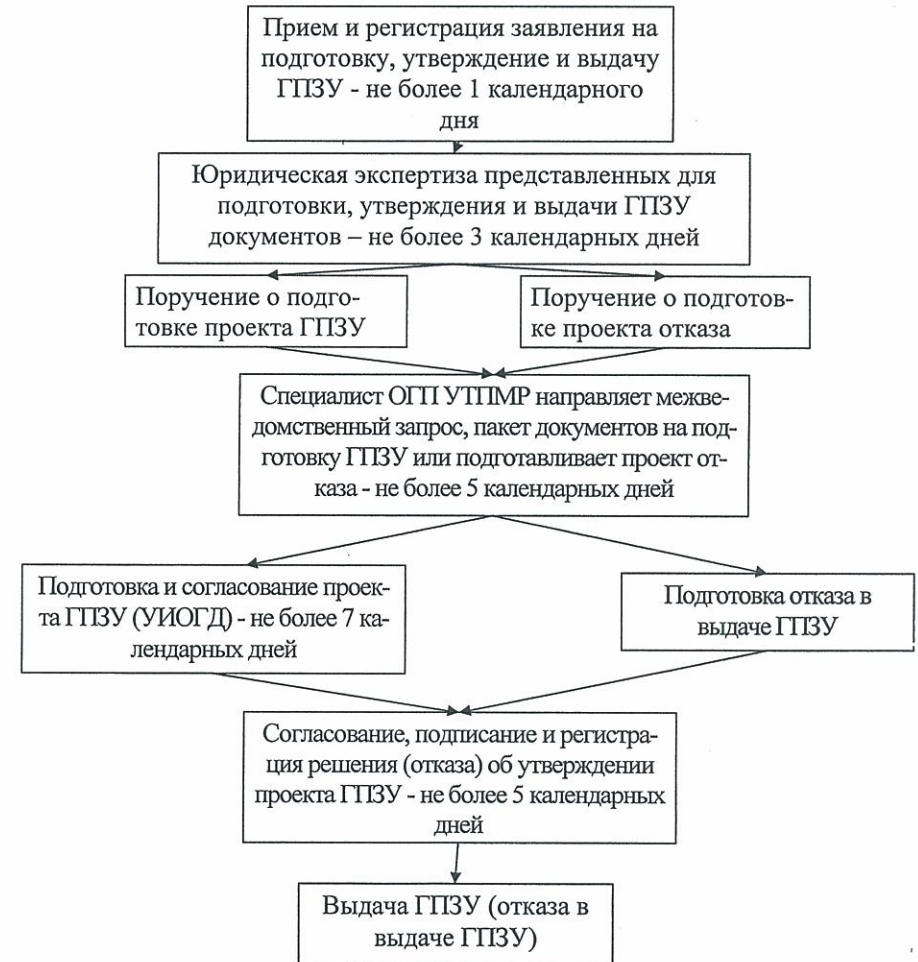 Прием и регистрация заявления на
подготовку, утверждение и выдачу
ГПЗУ - не более 1 календарного
дня
Юридическая экспертиза представленных для
подготовки, утверждения и выдачи ГПЗУ
документов – не более 3 календарных дней
Поручение о подго-
товке проекта ГПЗУ
Поручение о подготов-
ке проекта отказа
Специалист ОГП УТПМР направляет межве-
домственный запрос, пакет документов на под-
готовку ГПЗУ или подготавливает проект от-
каза - не более 5 календарных дней
Подготовка и согласование проек-
та ГПЗУ (УИОГД) - не более 7 ка-
лендарных дней
Подготовка отказа в
выдаче ГПЗУ
Согласование, подписание и регистра-
ция решения (отказа) об утверждении
проекта ГПЗУ - не более 5 календарных
дней
Выдача ГПЗУ (отказа в
выдаче ГПЗУ)